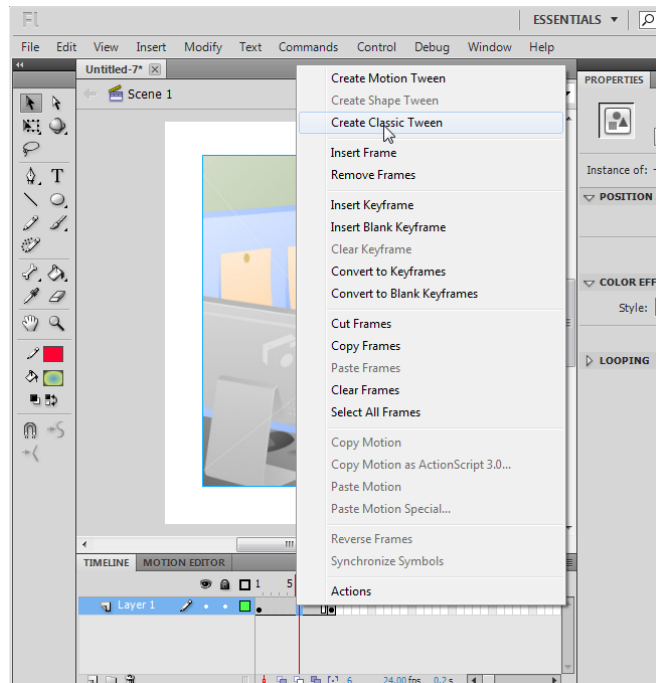 Fl
ESSENTIALS
File Edit View Insert Modify Text Commands Control Debug Window Help
Untitled-7*
Scene 1
PROPERTIES
Create Motion Tween
Create Shape Tween
Create Classic Tween
Insert Frame
Remove Frames
Insert Keyframe
Insert Blank Keyframe
Clear Keyframe
Convert to Keyframes
Convert to Blank Keyframes
Cut Frames
Copy Frames
Paste Frames
Clear Frames
Select All Frames
Copy Motion
Copy Motion as ActionScript 3.0...
Paste Motion
Paste Motion Special...
Reverse Frames
Synchronize Symbols
Actions
Instance of:
POSITION
COLOR EFF
Style:
LOOPING
T
TIMELINE MOTION EDITOR
1 5
Layer 1
6 24.00 fps 0.2 s